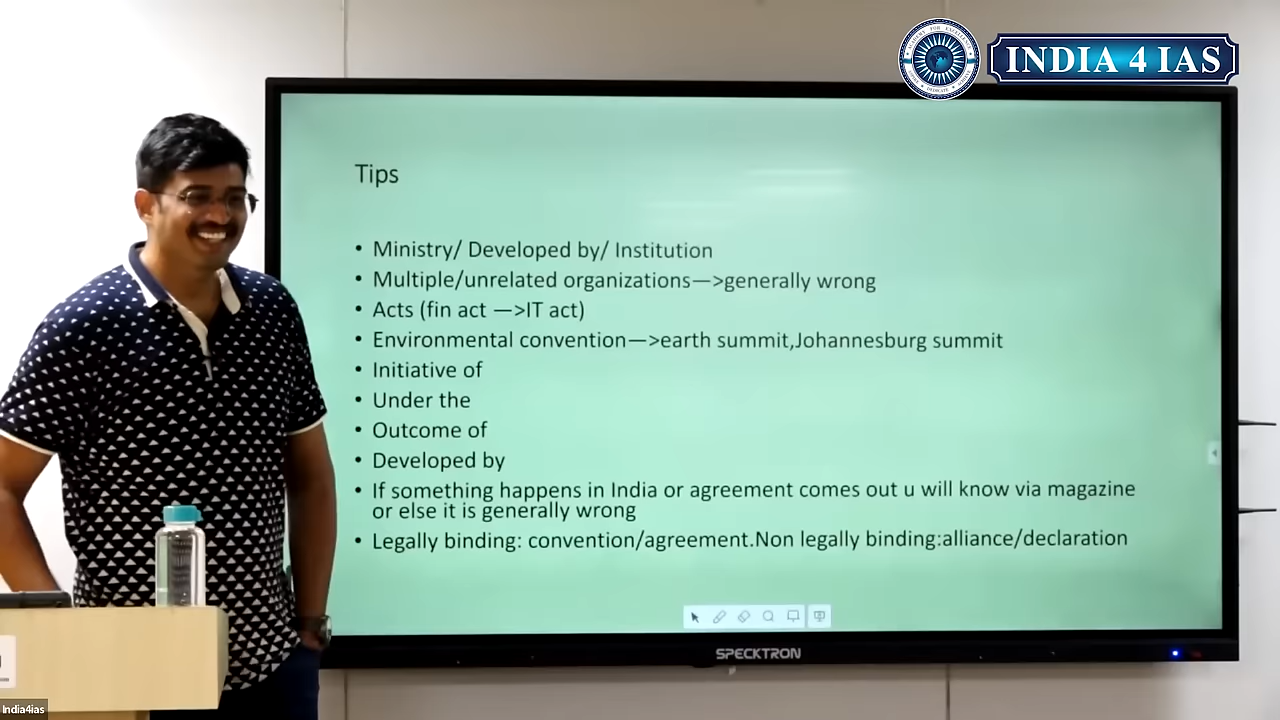 INDIA 4 IAS
Tips
• Ministry/ Developed by/ Institution
• Multiple/unrelated organizations—>generally wrong
• Acts (fin act —>IT act)
• Environmental convention—>earth summit,Johannesburg summit
• Initiative of
• Under the
• Outcome of
• Developed by
• If something happens in India or agreement comes out u will know via magazine
or else it is generally wrong
• Legally binding: convention/agreement.Non legally binding:alliance/declaration
SPECKTRON
India4ias